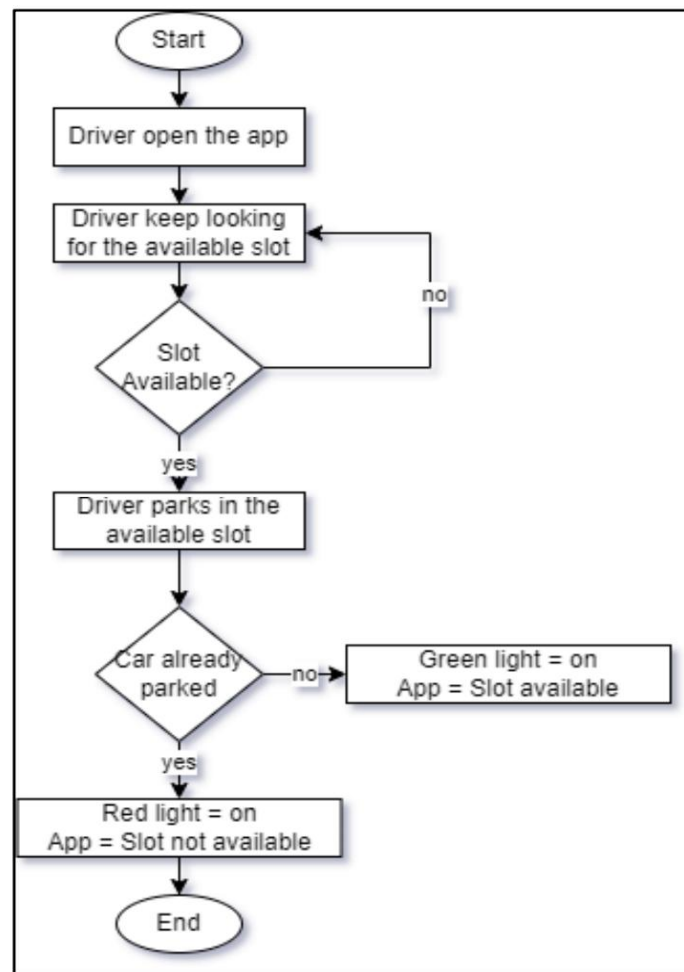 Start
Driver open the app
Driver keep looking
for the available slot
no
Slot
Available?
yes
Driver parks in the
available slot
Car already
parked
no
Green light = on
App = Slot available
yes
Red light = on
App = Slot not available
End